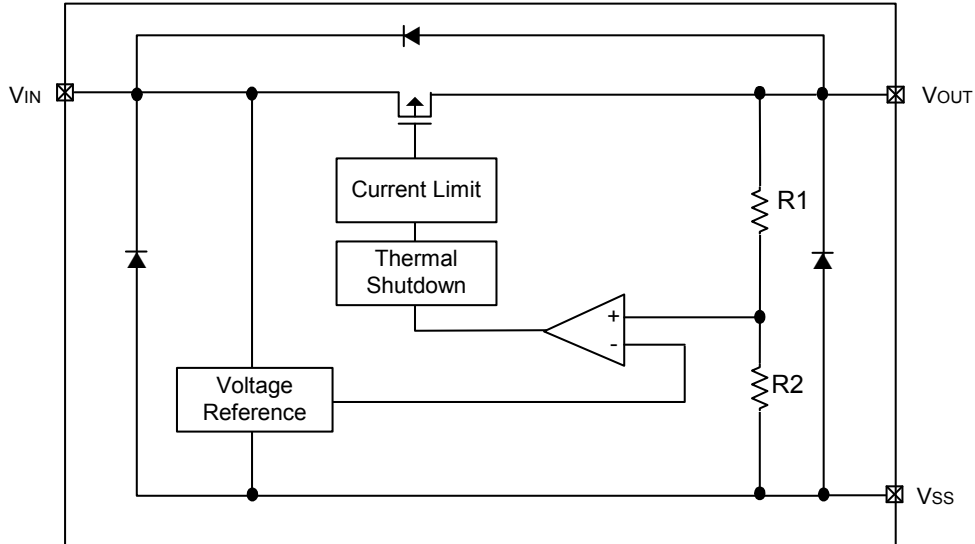 VIN
VOUT
Current Limit
R1
Thermal
Shutdown
+
-
R2
Voltage
Reference
VSS